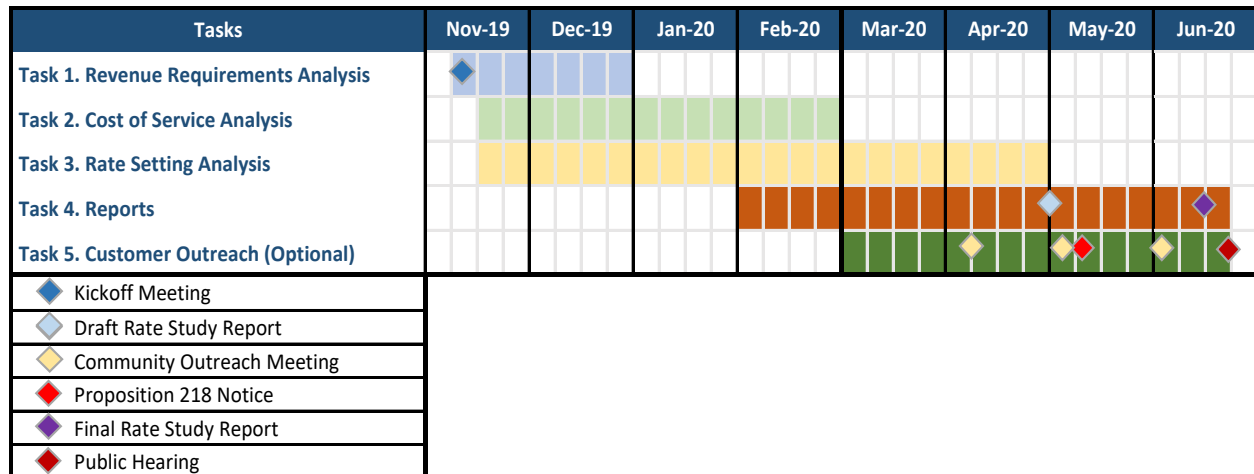 Tasks Nov-19 Dec-19 Jan-20 Feb-20 Mar-20 Apr-20 May-20 Jun-20
Task 1. Revenue Requirements Analysis
Task 2. Cost of Service Analysis
Task 3. Rate Setting Analysis
Task 4. Reports
Task 5. Customer Outreach (Optional)
Kickoff Meeting
Draft Rate Study Report
Community Outreach Meeting
Proposition 218 Notice
Final Rate Study Report
Public Hearing